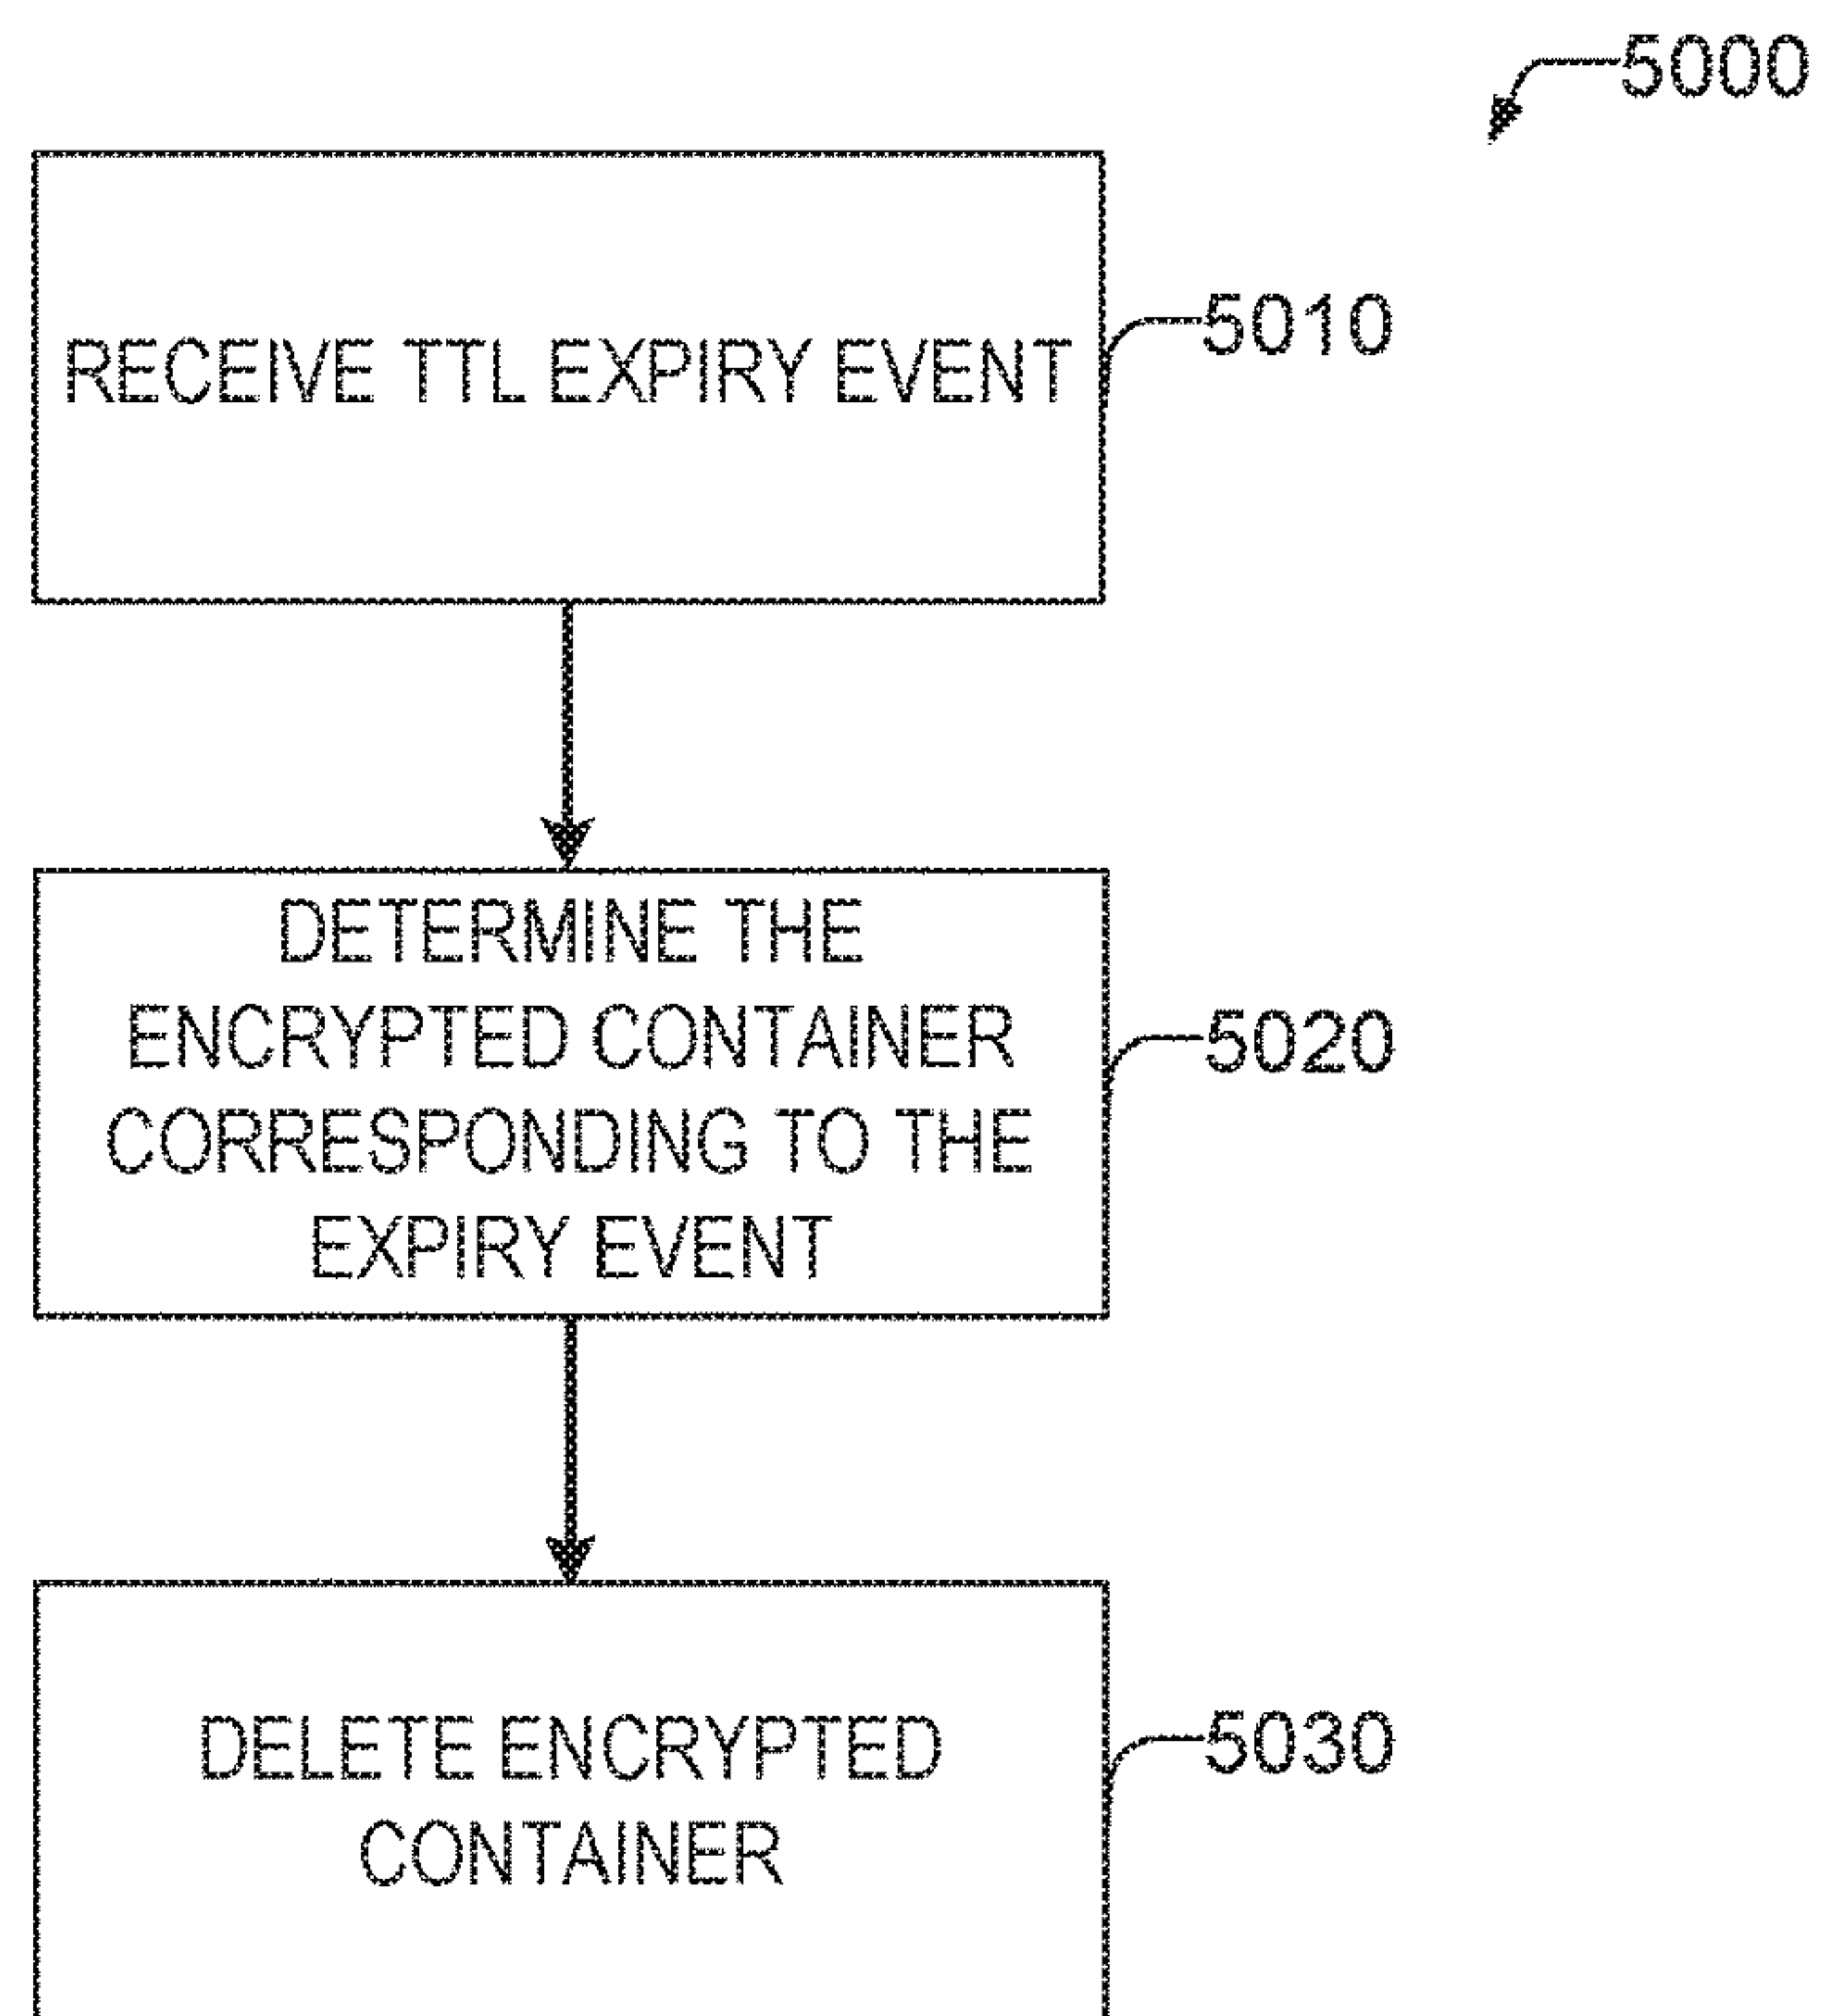 5000
RECEIVE TTL EXPIRY EVENT
5010
DETERMINE THE
ENCRYPTED CONTAINER
CORRESPONDING TO THE
EXPIRY EVENT
5020
DELETE ENCRYPTED
CONTAINER
5030